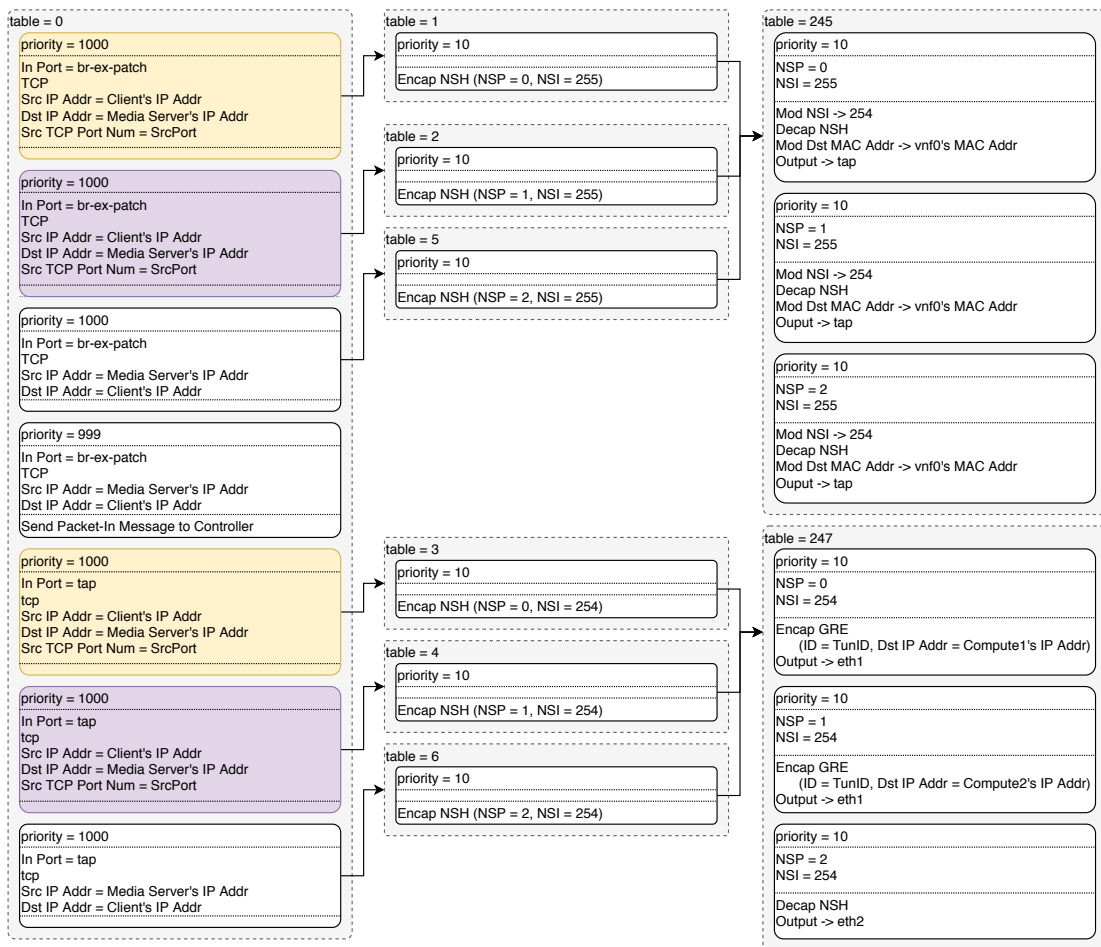 table = 0
priority = 1000
In Port = br-ex-patch
TCP
Src IP Addr = Client's IP Addr
Dst IP Addr = Media Server's IP Addr
Src TCP Port Num = SrcPort
priority = 1000
In Port = br-ex-patch
TCP
Src IP Addr = Client's IP Addr
Dst IP Addr = Media Server's IP Addr
Src TCP Port Num = SrcPort
priority = 1000
In Port = br-ex-patch
TCP
Src IP Addr = Media Server's IP Addr
Dst IP Addr = Client's IP Addr
priority = 999
In Port = br-ex-patch
TCP
Src IP Addr = Media Server's IP Addr
Dst IP Addr = Client's IP Addr
Send Packet-In Message to Controller
priority = 1000
In Port = tap
tcp
Src IP Addr = Client's IP Addr
Dst IP Addr = Media Server's IP Addr
Src TCP Port Num = SrcPort
priority = 1000
In Port = tap
tcp
Src IP Addr = Client's IP Addr
Dst IP Addr = Media Server's IP Addr
Src TCP Port Num = SrcPort
priority = 1000
In Port = tap
tcp
Src IP Addr = Media Server's IP Addr
Dst IP Addr = Client's IP Addr
table = 1
priority = 10
Encap NSH (NSP = 0, NSI = 255)
table = 2
priority = 10
Encap NSH (NSP = 1, NSI = 255)
table = 5
priority = 10
Encap NSH (NSP = 2, NSI = 255)
table = 3
priority = 10
Encap NSH (NSP = 0, NSI = 254)
table = 4
priority = 10
Encap NSH (NSP = 1, NSI = 254)
table = 6
priority = 10
Encap NSH (NSP = 2, NSI = 254)
table = 245
priority = 10
NSP = 0
NSI = 255
Mod NSI -> 254
Decap NSH
Mod Dst MAC Addr -> vnf0's MAC Addr
Output -> tap
priority = 10
NSP = 1
NSI = 255
Mod NSI -> 254
Decap NSH
Mod Dst MAC Addr -> vnf0's MAC Addr
Ouput -> tap
priority = 10
NSP = 2
NSI = 255
Mod NSI -> 254
Decap NSH
Mod Dst MAC Addr -> vnf0's MAC Addr
Ouput -> tap
table = 247
priority = 10
NSP = 0
NSI = 254
Encap GRE
(ID = TunID, Dst IP Addr = Compute1's IP Addr)
Output -> eth1
priority = 10
NSP = 1
NSI = 254
Encap GRE
(ID = TunID, Dst IP Addr = Compute2's IP Addr)
Output -> eth1
priority = 10
NSP = 2
NSI = 254
Decap NSH
Output -> eth2